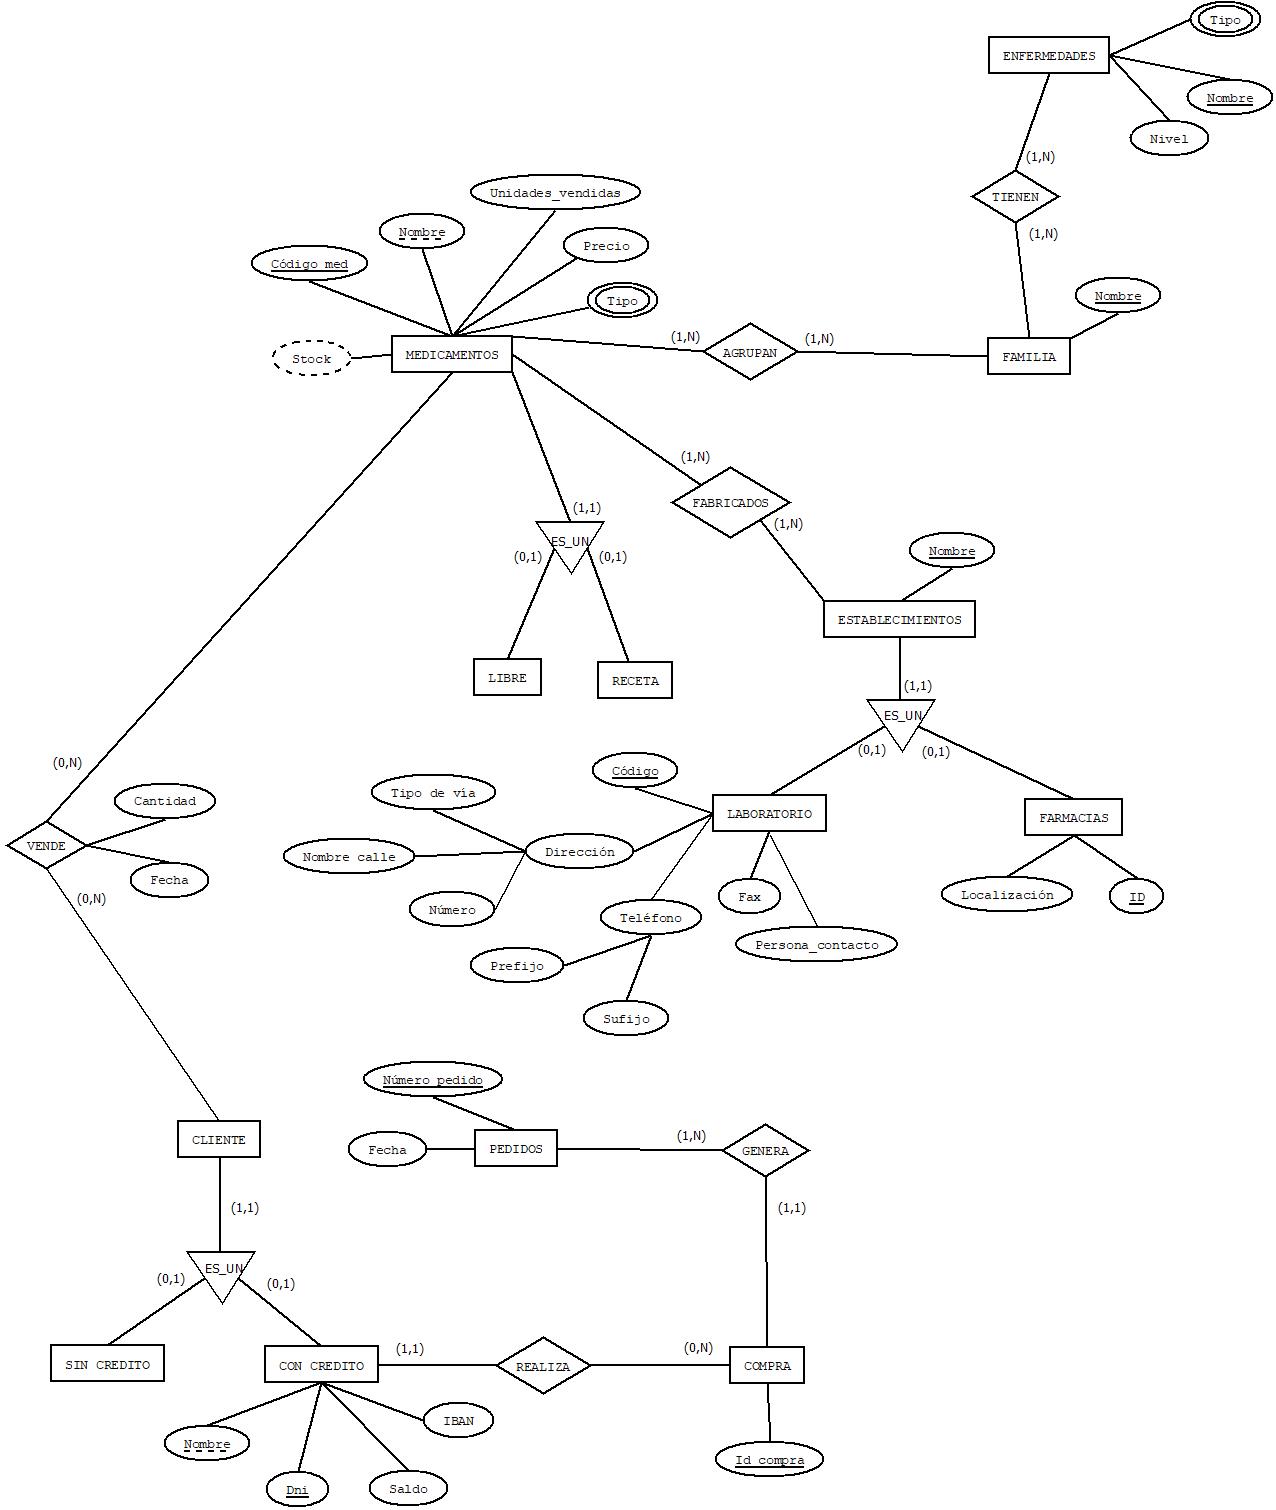 Tipo
ENFERMEDADES
Nombre
Nivel
(1,N)
TIENEN
(1,N)
Nombre
FAMILIA
Unidades_vendidas
Nombre
Precio
Código med
Tipo
Stock
MEDICAMENTOS
(1,N)
AGRUPAN
(1,N)
(1,N)
FABRICADOS
(1,N)
(1,1)
ES_UN
(0,1)
(0,1)
LIBRE
RECETA
Nombre
ESTABLECIMIENTOS
(1,1)
ES_UN
(0,1)
(0,1)
Código
LABORATORIO
FARMACIAS
Tipo de vía
Nombre calle
Dirección
Número
Teléfono
Prefijo
Sufijo
Fax
Persona_contacto
Localización
ID
(0,N)
Cantidad
VENDE
Fecha
(0,N)
Número pedido
CLIENTE
Fecha
PEDIDOS
(1,N)
GENERA
(1,1)
(1,1)
ES_UN
(0,1)
(0,1)
SIN CREDITO
CON CREDITO
(1,1)
REALIZA
(0,N)
COMPRA
IBAN
Nombre
Dni
Saldo
Id compra